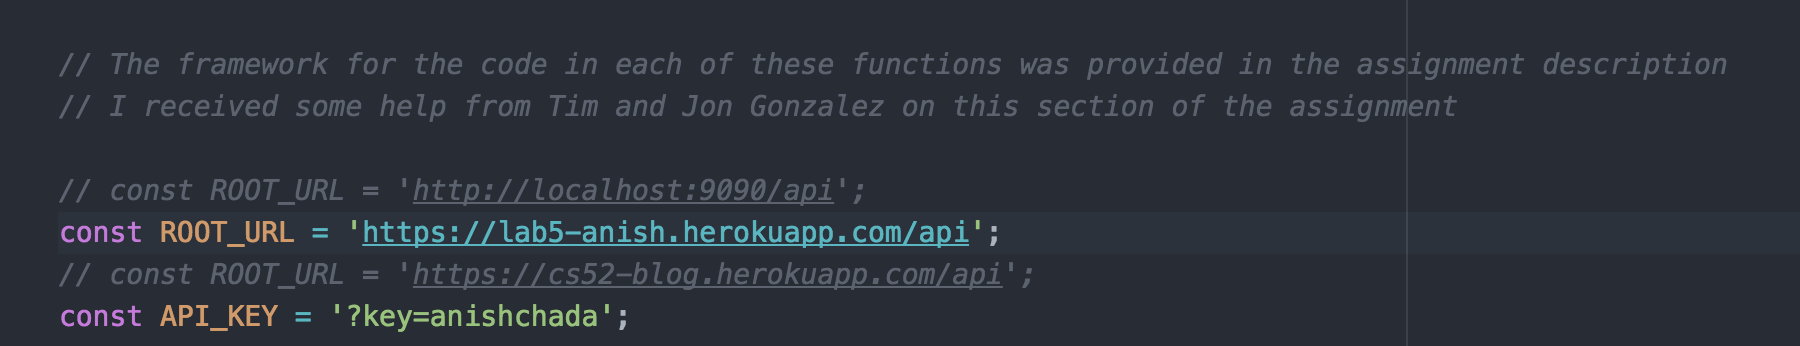 // The framework for the code in each of these functions was provided in the assignment description
// I received some help from Tim and Jon Gonzalez on this section of the assignment
// const ROOT_URL = 'http://localhost:9090/api';
const ROOT_URL = 'https://lab5-anish.herokuapp.com/api';
// const ROOT_URL = 'https://cs52-blog.herokuapp.com/api';
const API_KEY = '?key=anishchada';